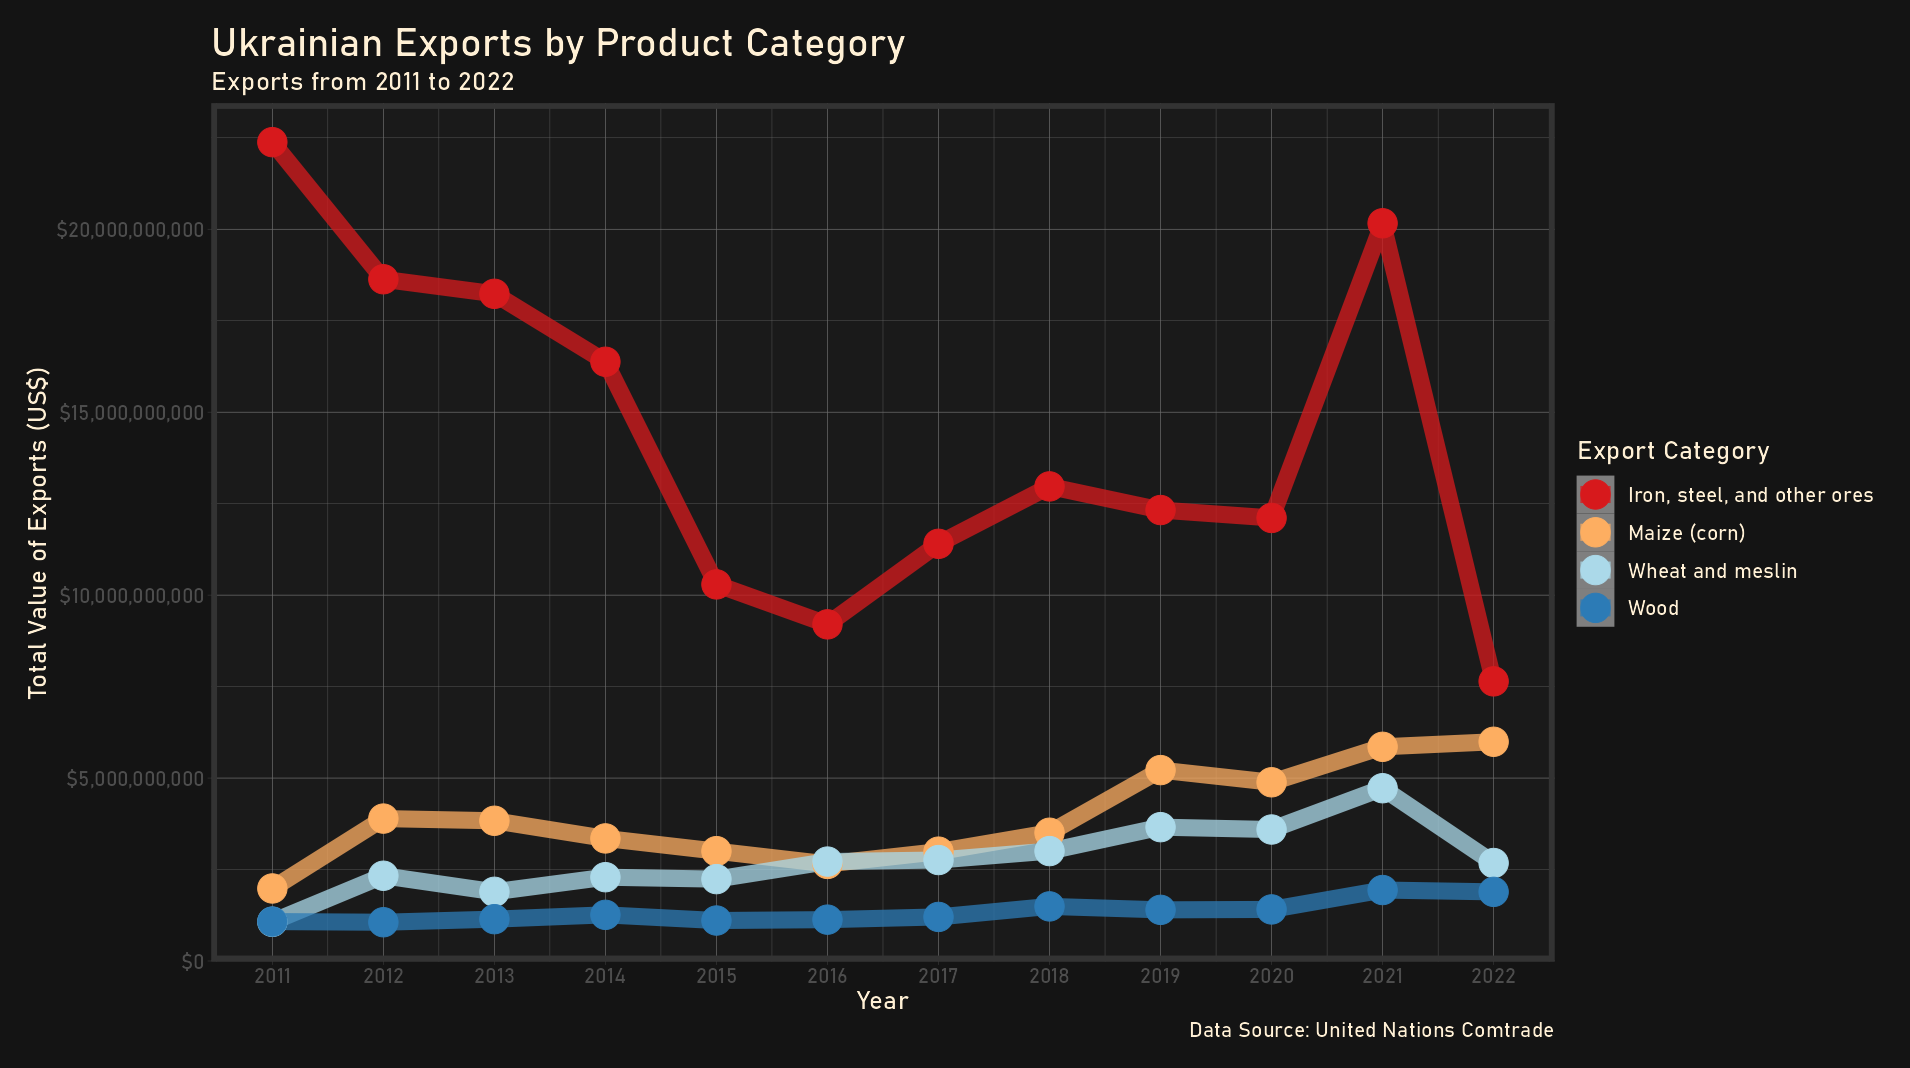 Ukrainian Exports by Product Category
Exports from 2011 to 2022
Total Value of Exports (US$)
$20,000,000,000
$15,000,000,000
$10,000,000,000
$5,000,000,000
$0
2011 2012 2013 2014 2015 2016 2017 2018 2019 2020 2021 2022
Year
Export Category
Iron, steel, and other ores
Maize (corn)
Wheat and meslin
Wood
Data Source: United Nations Comtrade